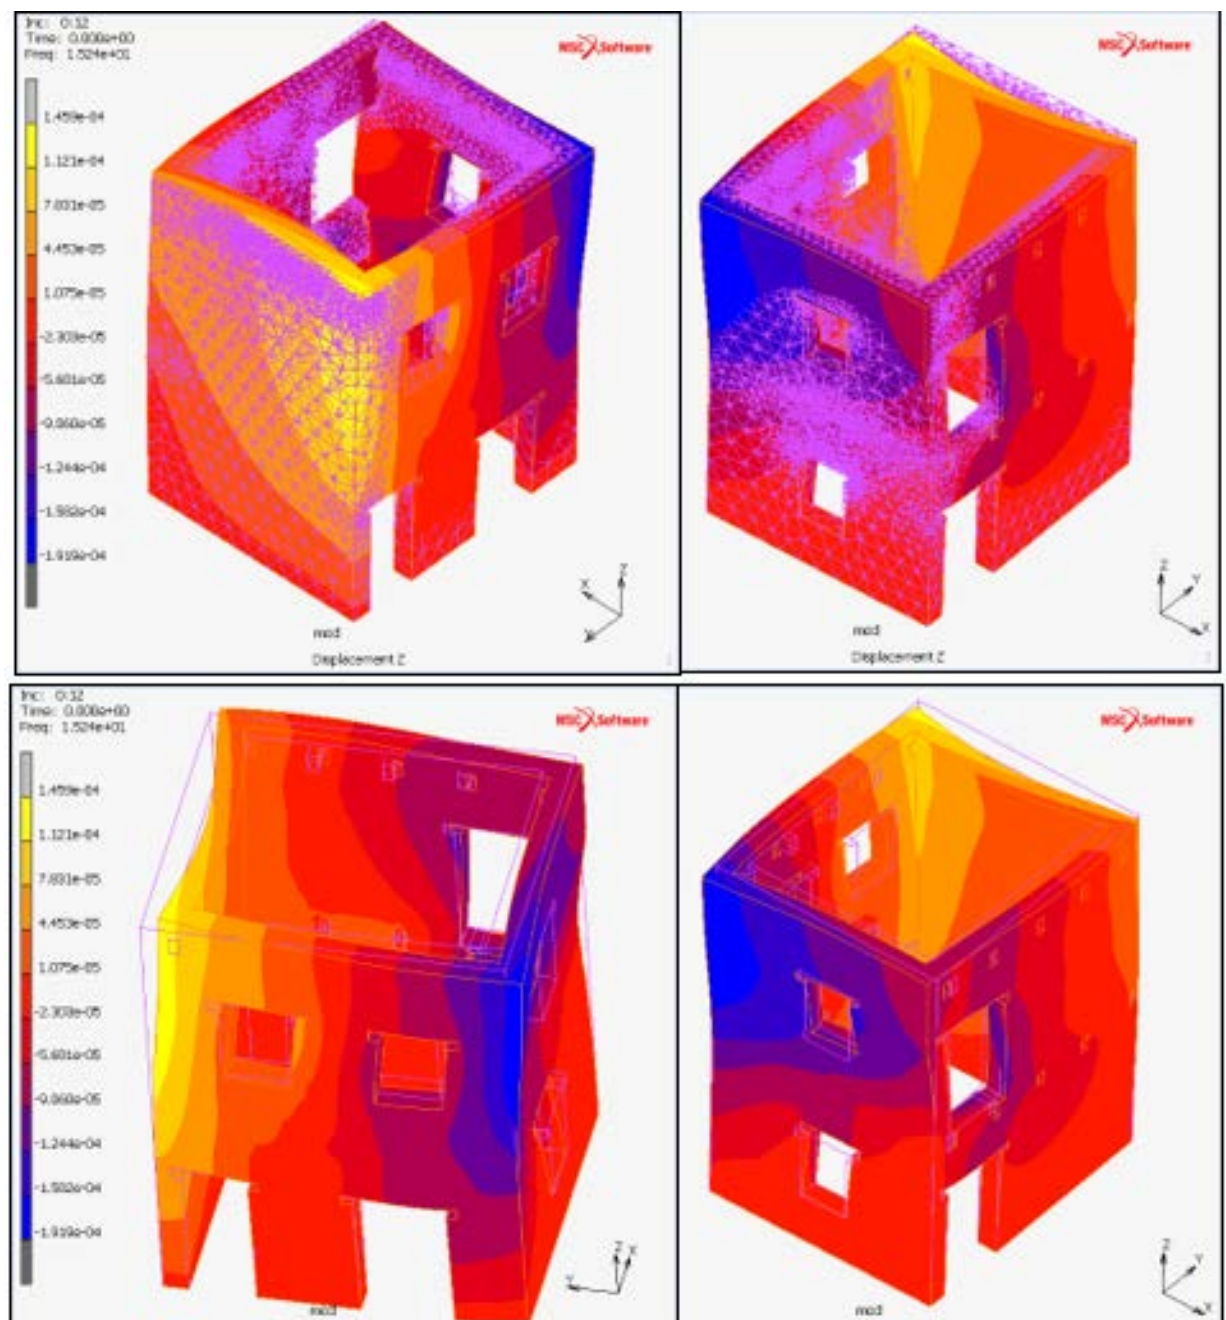 Inc: 0:12
Time: 0.000e+00
Freq: 1.524e+01
MSC Software
1.459e-04
1.121e-04
7.831e-05
4.453e-05
1.075e-05
-2.303e-05
-5.681e-05
-9.060e-05
-1.244e-04
-1.582e-04
-1.919e-04
Z
X
Y
mod
Displacement Z
1
MSC Software
Z
Y
X
mod
Displacement Z
Inc: 0:12
Time: 0.000e+00
Freq: 1.524e+01
MSC Software
1.459e-04
1.121e-04
7.831e-05
4.453e-05
1.075e-05
-2.303e-05
-5.681e-05
-9.060e-05
-1.244e-04
-1.582e-04
-1.919e-04
Z
X
Y
mod
MSC Software
Z
Y
X
mod